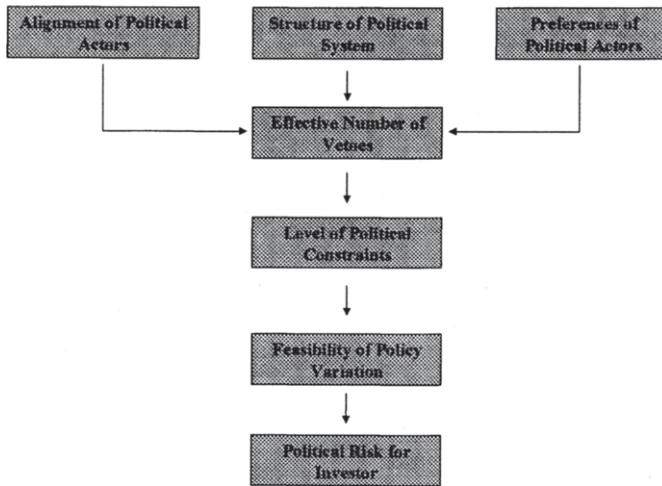 Alignment of Political
Actors
Structure of Political
System
Preferences of
Political Actors
Effective Number of
Vetoes
Level of Political
Constraints
Feasibility of Policy
Variation
Political Risk for
Investor